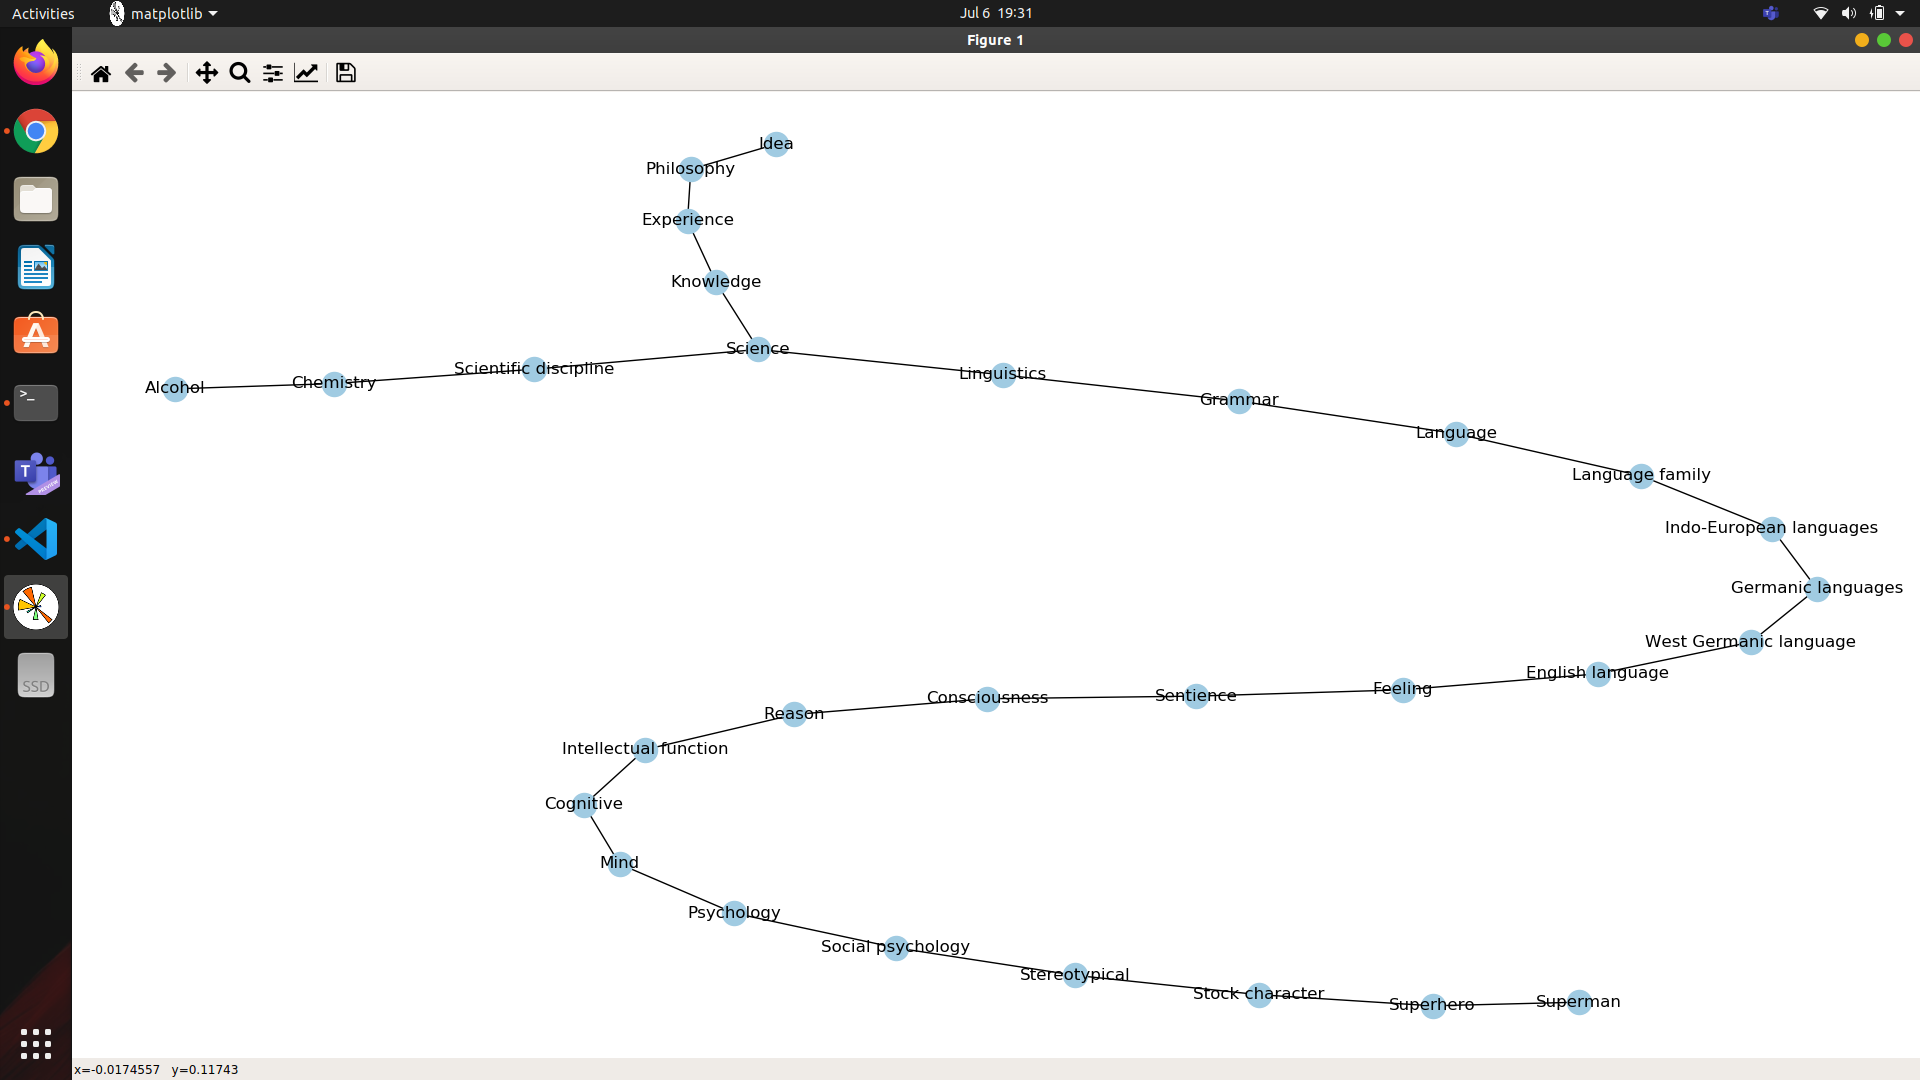 Activities
matplotlib
Jul 6 19:31
Figure 1
Idea
Philosophy
Experience
Knowledge
Science
Scientific discipline
Linguistics
Chemistry
Alcohol
Grammar
Language
Language family
Indo-European languages
Germanic languages
West Germanic language
English language
Feeling
Sentience
Consciousness
Reason
Intellectual function
Cognitive
Mind
Psychology
Social psychology
Stereotypical
Stock character
Superhero
Superman
>_
T
PREVIEW
SSD
x=-0.0174557 y=0.11743